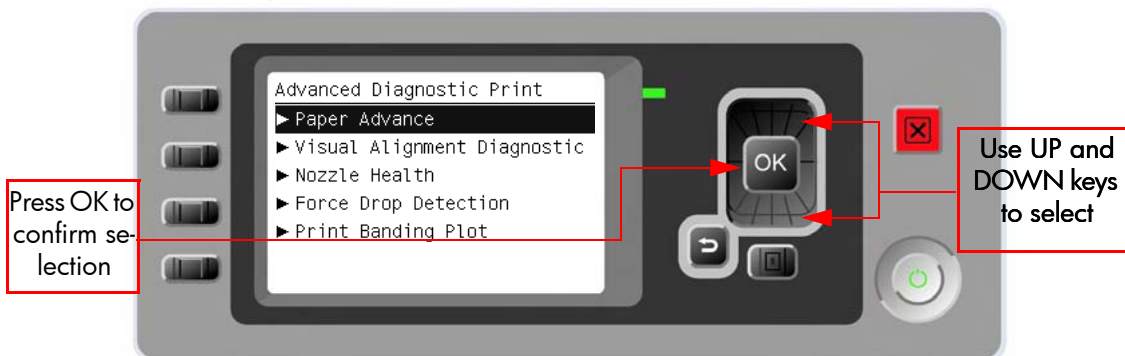 Advanced Diagnostic Print
► Paper Advance
► Visual Alignment Diagnostic
► Nozzle Health
► Force Drop Detection
► Print Banding Plot
OK
Press OK to
confirm se-
lection
Use UP and
DOWN keys
to select